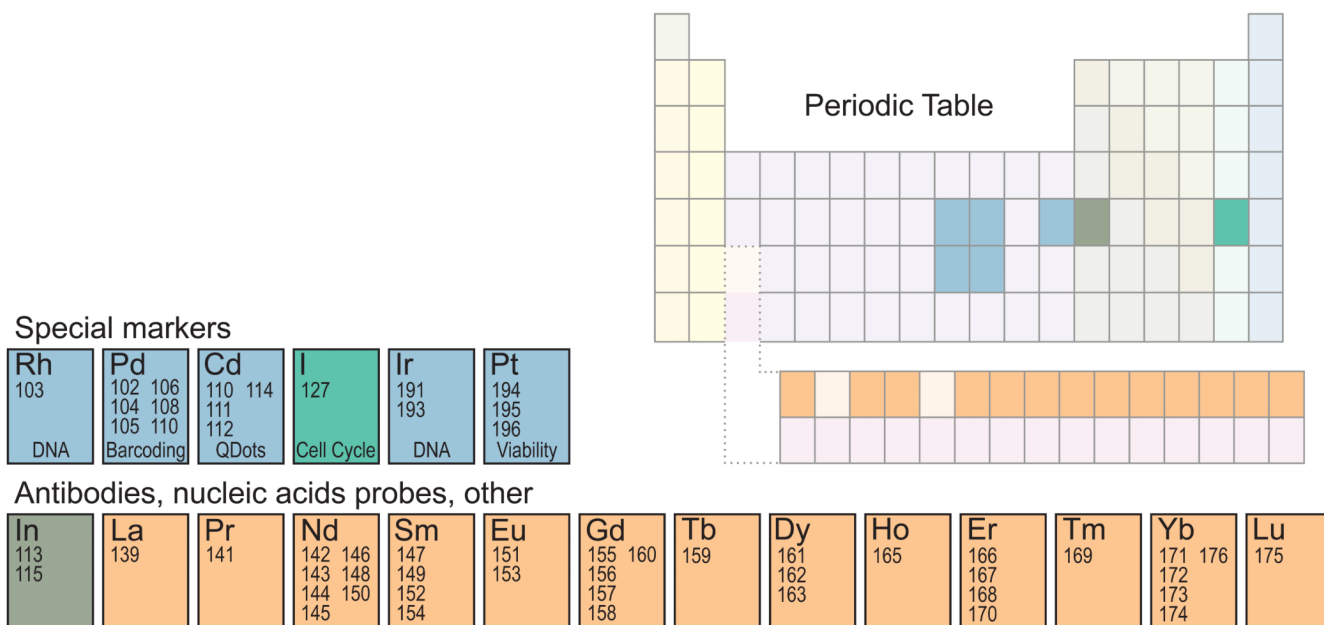 Periodic Table
Special markers
Rh
103
DNA
Pd
102 106
104 108
105 110
Barcoding
Cd
110 114
111
112
QDots
I
127
Cell Cycle
Ir
191
193
DNA
Pt
194
195
196
Viability
Antibodies, nucleic acids probes, other
In
113
115
La
139
Pr
141
Nd
142 146
143 148
144 150
145
Sm
147
149
152
154
Eu
151
153
Gd
155 160
156
157
158
Tb
159
Dy
161
162
163
Ho
165
Er
166
167
168
170
Tm
169
Yb
171 176
172
173
174
Lu
175